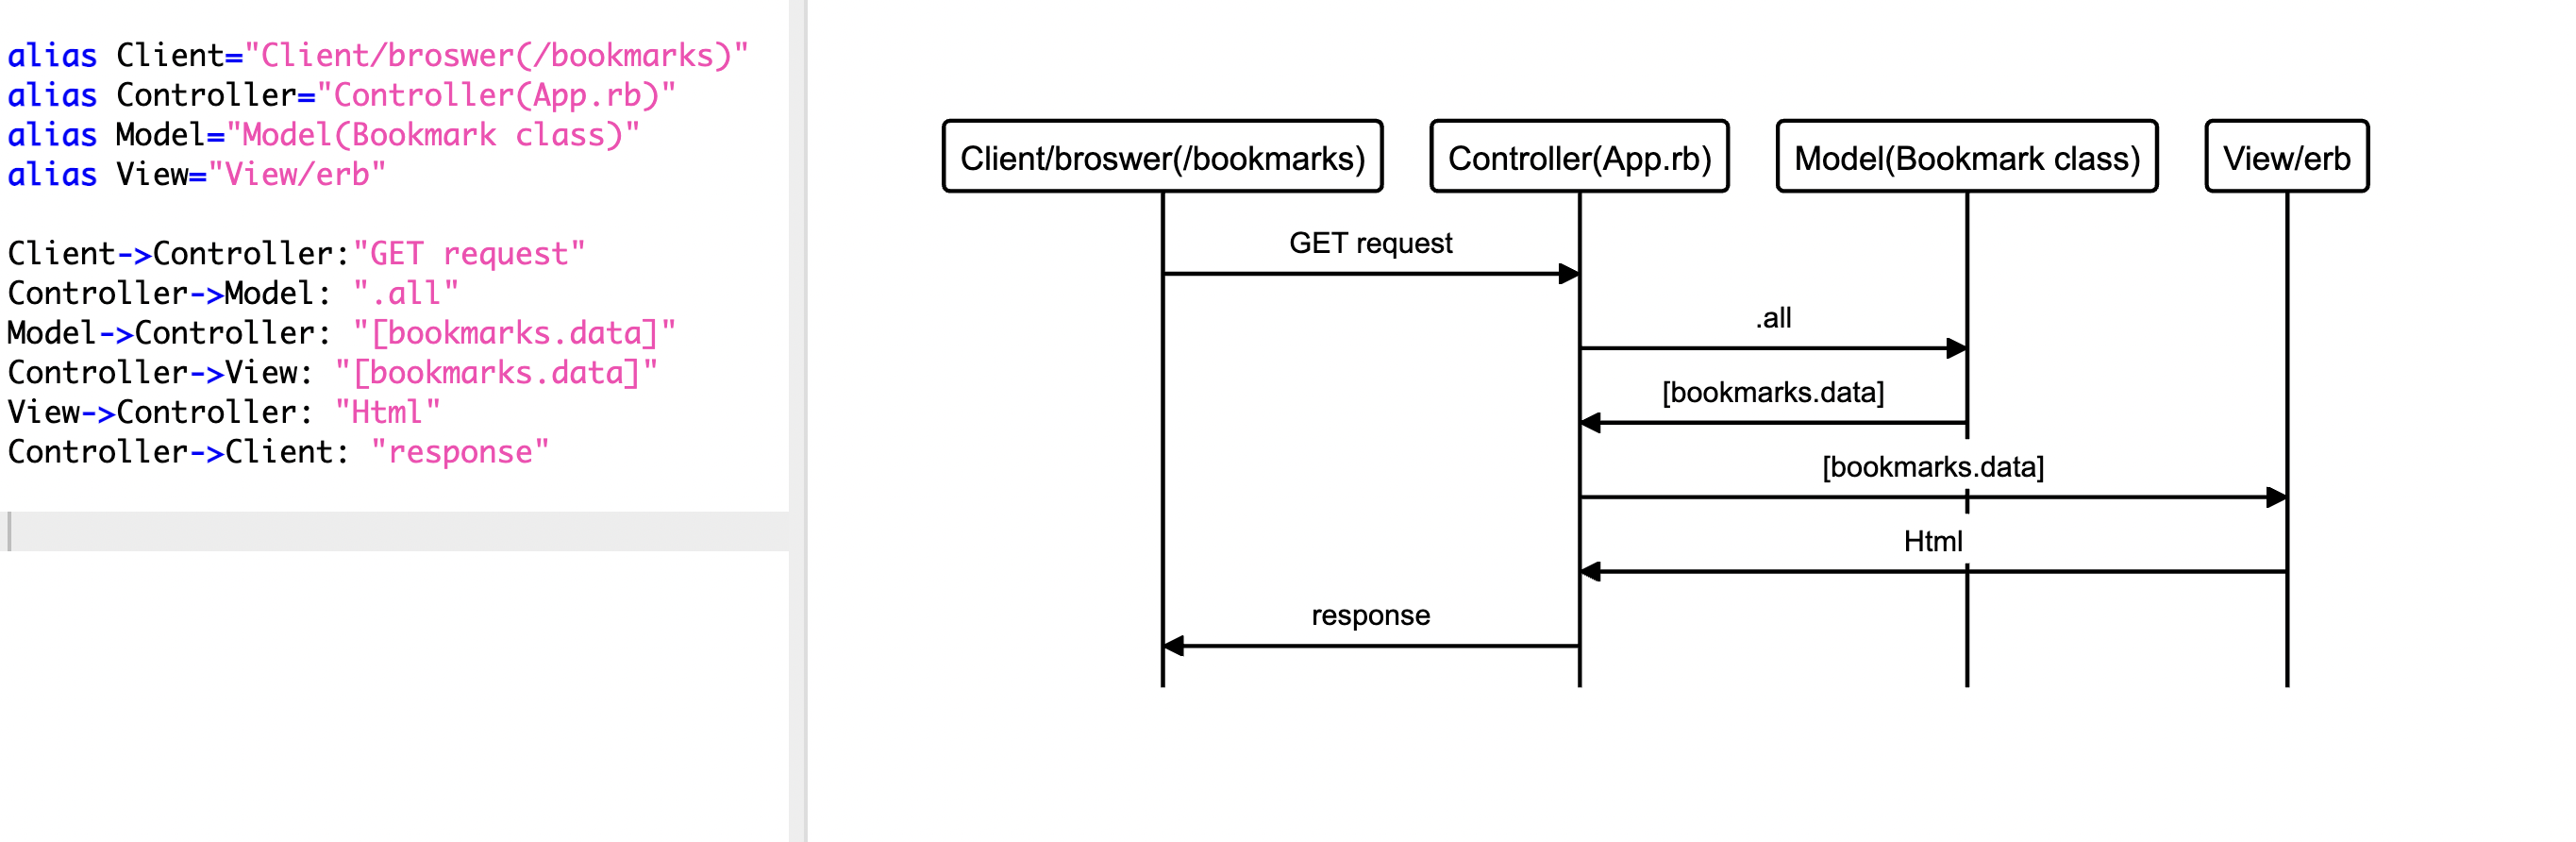 alias Client="Client/broswer(/bookmarks)"
alias Controller="Controller(App.rb)"
alias Model="Model(Bookmark class)"
alias View="View/erb"
Client->Controller:"GET request"
Controller->Model: ".all"
Model->Controller: "[bookmarks.data]"
Controller->View: "[bookmarks.data]"
View->Controller: "Html"
Controller->Client: "response"
Client/broswer(/bookmarks)
Controller(App.rb)
Model(Bookmark class)
View/erb
GET request
.all
[bookmarks.data]
[bookmarks.data]
Html
response